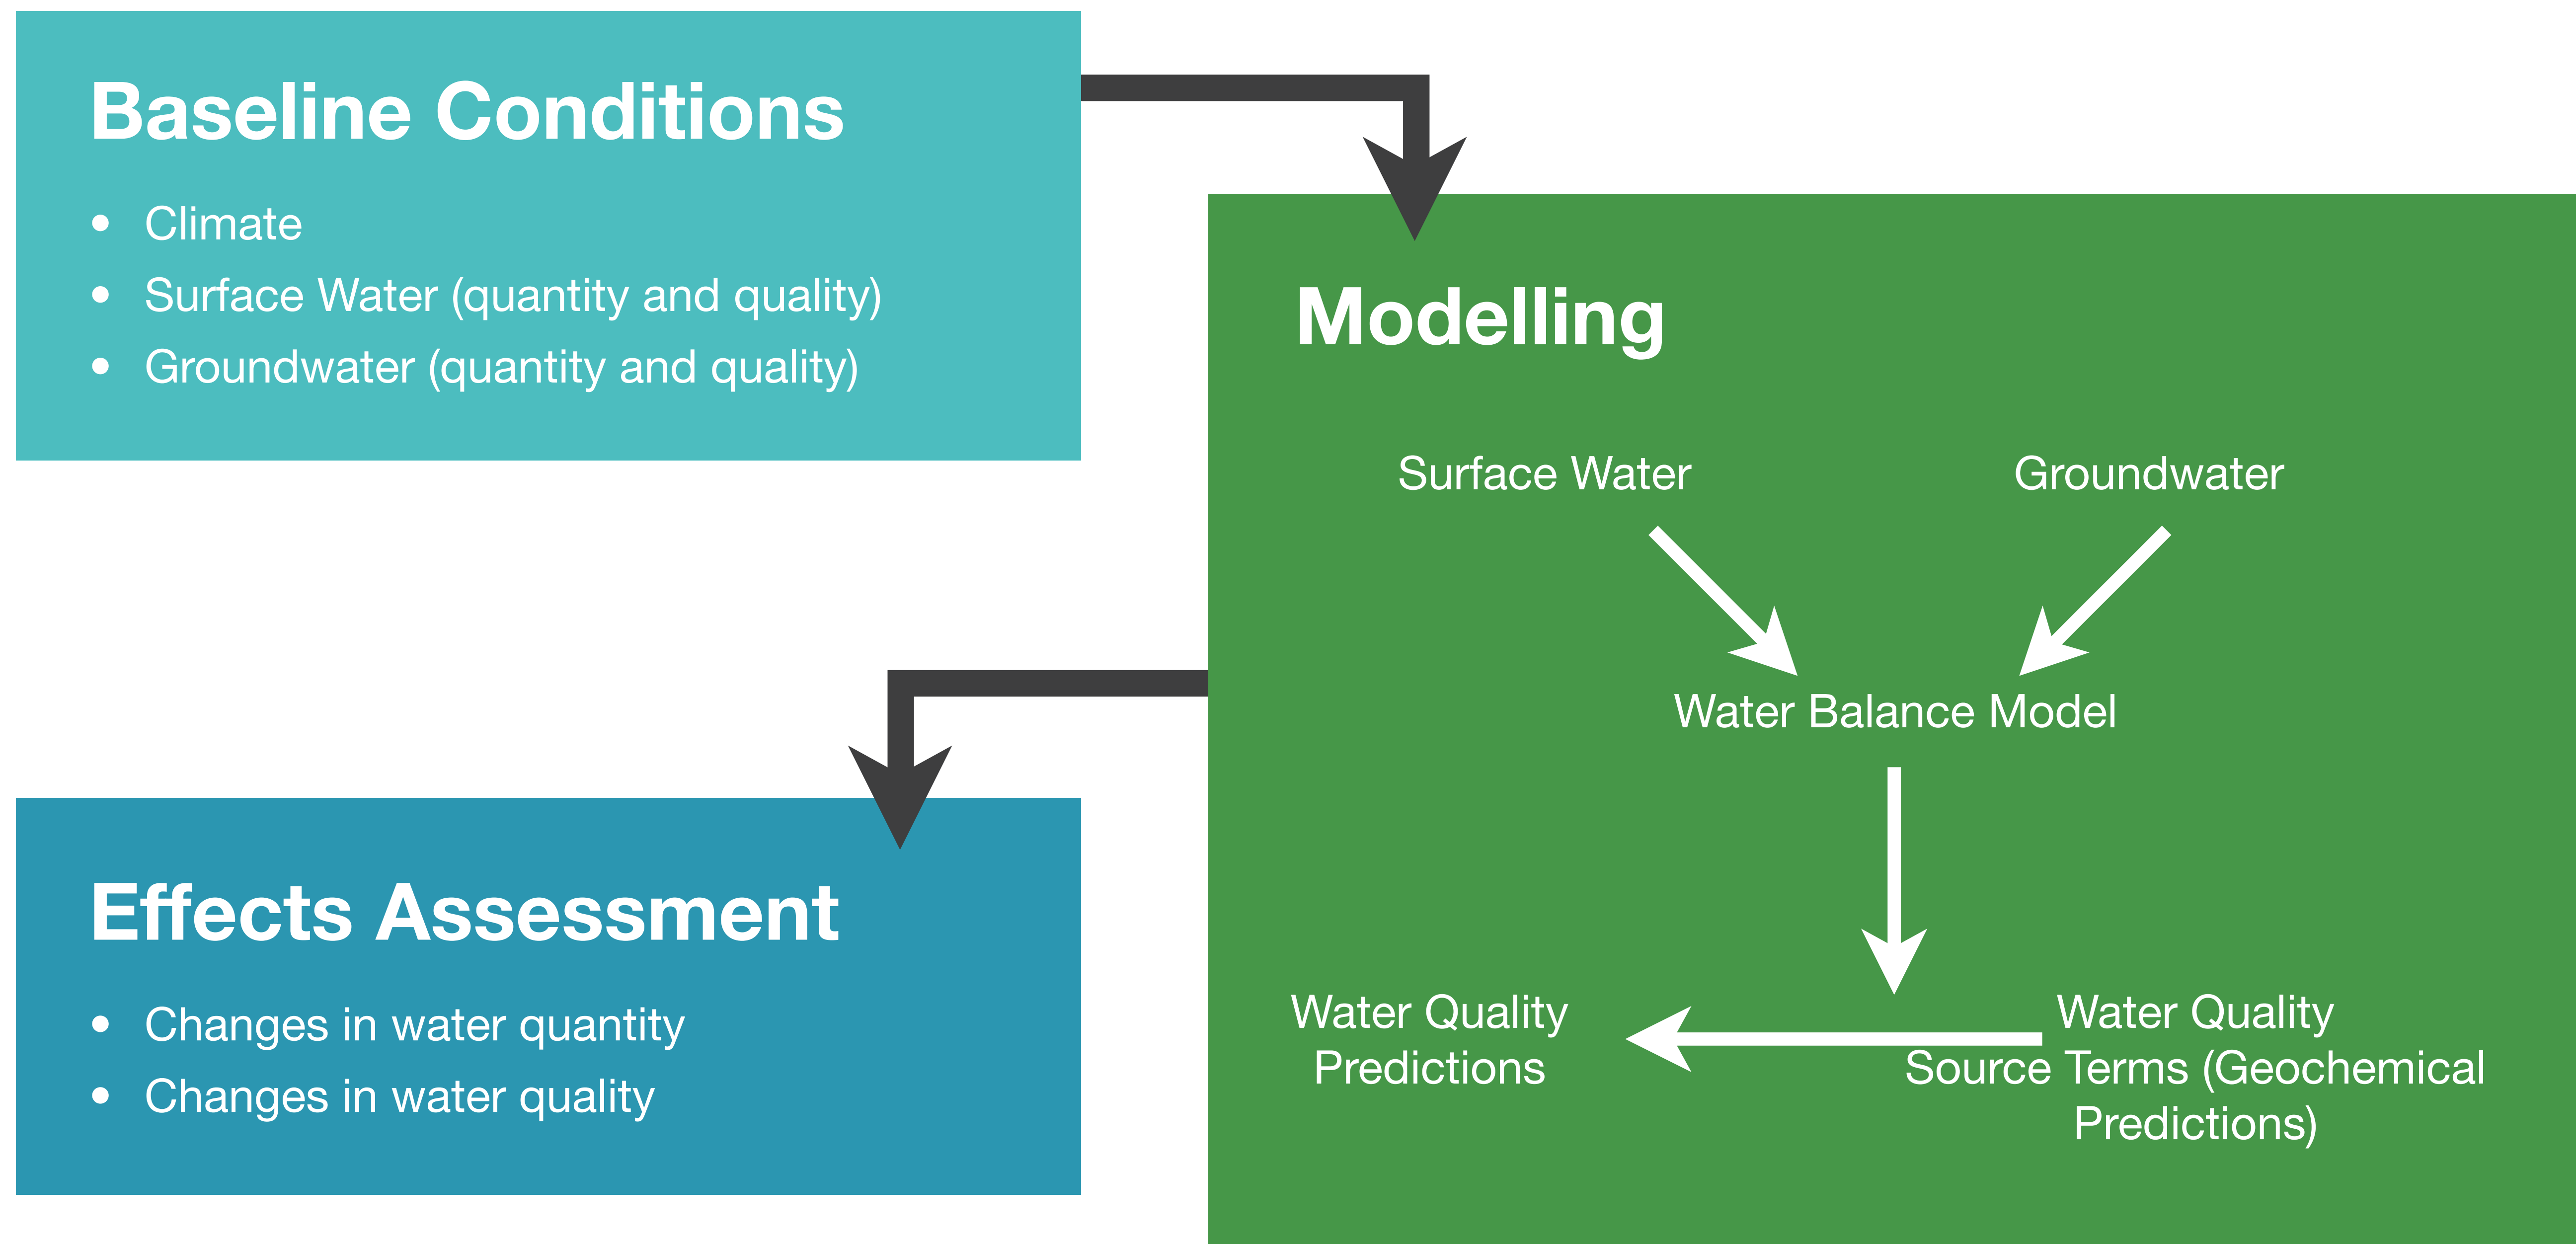 Baseline Conditions
• Climate
• Surface Water (quantity and quality)
• Groundwater (quantity and quality)
Modelling
Surface Water
Groundwater
Water Balance Model
Water Quality
Predictions
Water Quality
Source Terms (Geochemical
Predictions)
Effects Assessment
• Changes in water quantity
• Changes in water quality